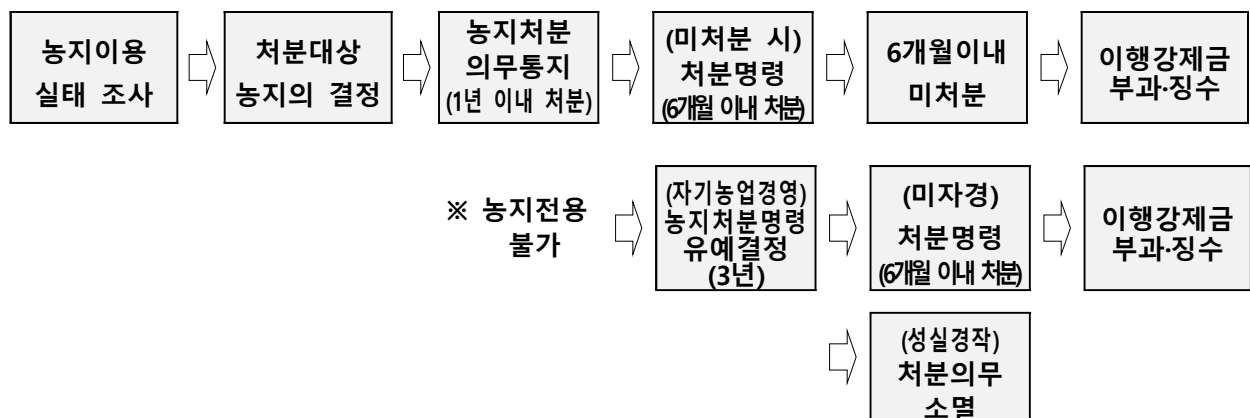 농지이용
실태 조사
처분대상
농지의 결정
농지처분
의무통지
(1년 이내 처분)
(미처분 시)
처분명령
(6개월 이내 처분)
6개월이내
미처분
이행강제금
부과·징수
※ 농지전용
불가
(자기농업경영)
농지처분명령
유예결정
(3년)
(미자경)
처분명령
(6개월 이내 처분)
이행강제금
부과·징수
(성실경작)
처분의무
소멸